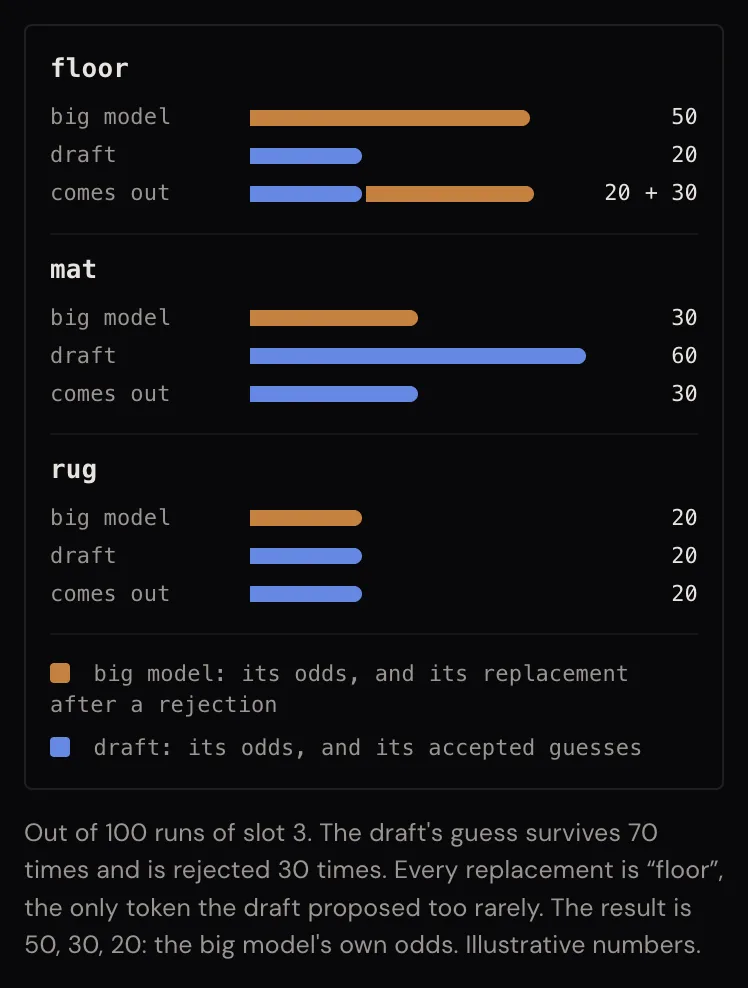 floor
big model 50
draft 20
comes out 20 + 30
mat
big model 30
draft 60
comes out 30
rug
big model 20
draft 20
comes out 20
big model: its odds, and its replacement
after a rejection
draft: its odds, and its accepted guesses
Out of 100 runs of slot 3. The draft's guess survives 70
times and is rejected 30 times. Every replacement is “floor”,
the only token the draft proposed too rarely. The result is
50, 30, 20: the big model's own odds. Illustrative numbers.